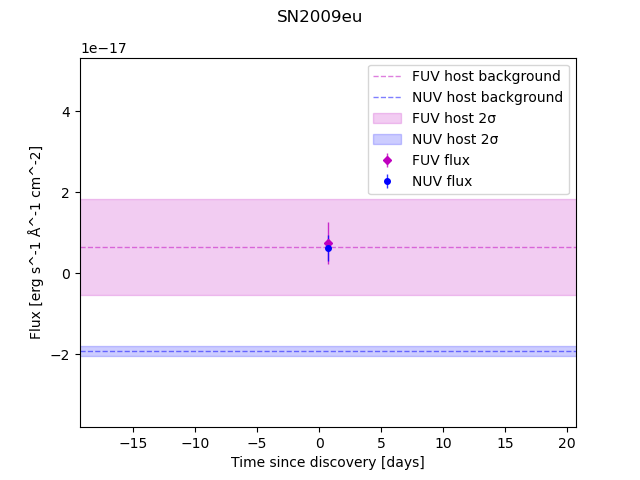 SN2009eu
1e−17
FUV host background
NUV host background
FUV host 2σ
NUV host 2σ
FUV flux
NUV flux
4
2
0
−2
Flux [erg s^-1 Å^-1 cm^-2]
−15 −10 −5 0 5 10 15 20
Time since discovery [days]